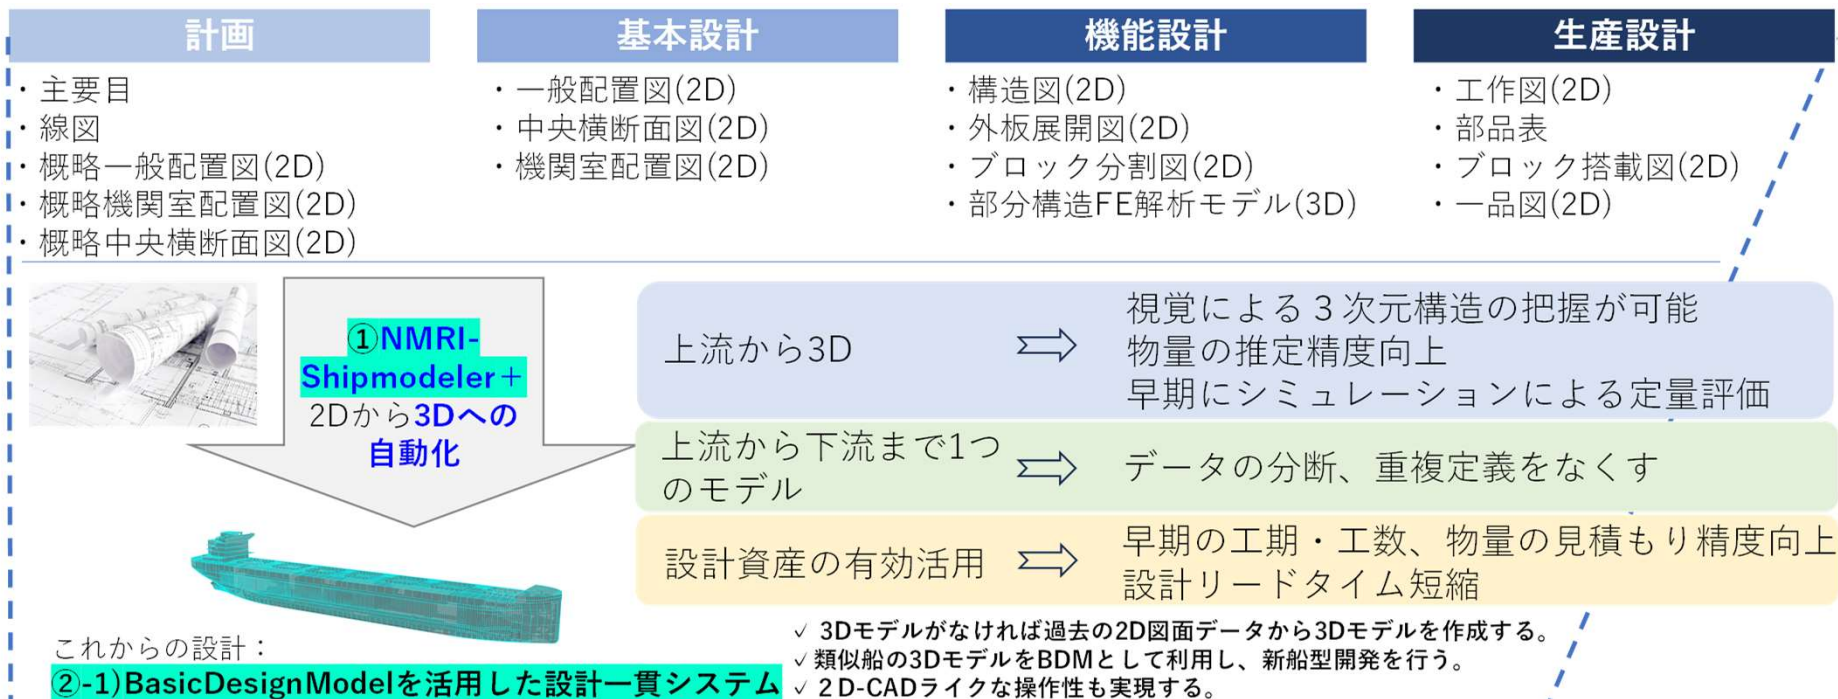 計画
・主要目
・線図
・概略一般配置図(2D)
・概略機関室配置図(2D)
・概略中央横断面図(2D)
基本設計
・一般配置図(2D)
・中央横断面図(2D)
・機関室配置図(2D)
機能設計
・構造図(2D)
・外板展開図(2D)
・ブロック分割図(2D)
・部分構造FE解析モデル(3D)
生産設計
・工作図(2D)
・部品表
・ブロック搭載図(2D)
・一品図(2D)
①NMRI-
Shipmodeler＋
2Dから3Dへの
自動化
上流から3D
視覚による３次元構造の把握が可能
物量の推定精度向上
早期にシミュレーションによる定量評価
上流から下流まで1つ
のモデル
データの分断、重複定義をなくす
設計資産の有効活用
早期の工期・工数、物量の見積もり精度向上
設計リードタイム短縮
これからの設計：
②-1)BasicDesignModelを活用した設計一貫システム
✓ 3Dモデルがなければ過去の2D図面データから3Dモデルを作成する。
✓ 類似船の3DモデルをBDMとして利用し、新船型開発を行う。
✓ ２D-CADライクな操作性も実現する。